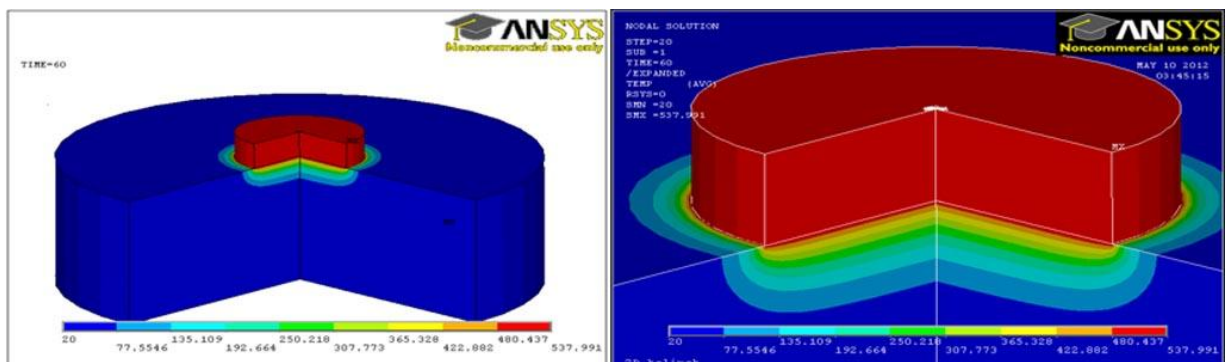 ANSYS
Noncommercial use only
TIME=60
20 135.109 250.218 365.328 480.437
77.5546 192.664 307.773 422.882 537.991
NODAL SOLUTION
STEP=20
SUB =1
TIME=60
/EXPANDED
TEMP (AVG)
RSYS=0
SMN =20
SMX =537.991
ANSYS
Noncommercial use only
MAY 10 2012
03:45:15
MX
20 135.109 250.218 365.328 480.437
77.5546 192.664 307.773 422.882 537.991